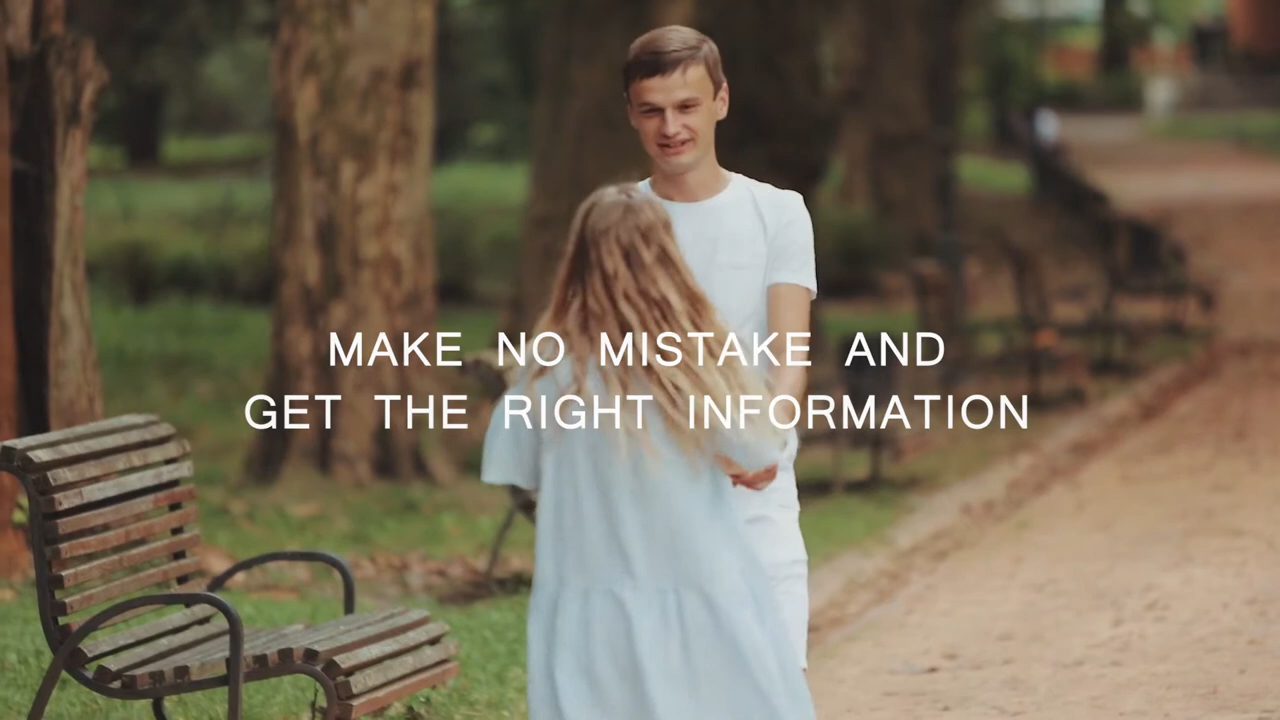 MAKE NO MISTAKE AND
GET THE RIGHT INFORMATION